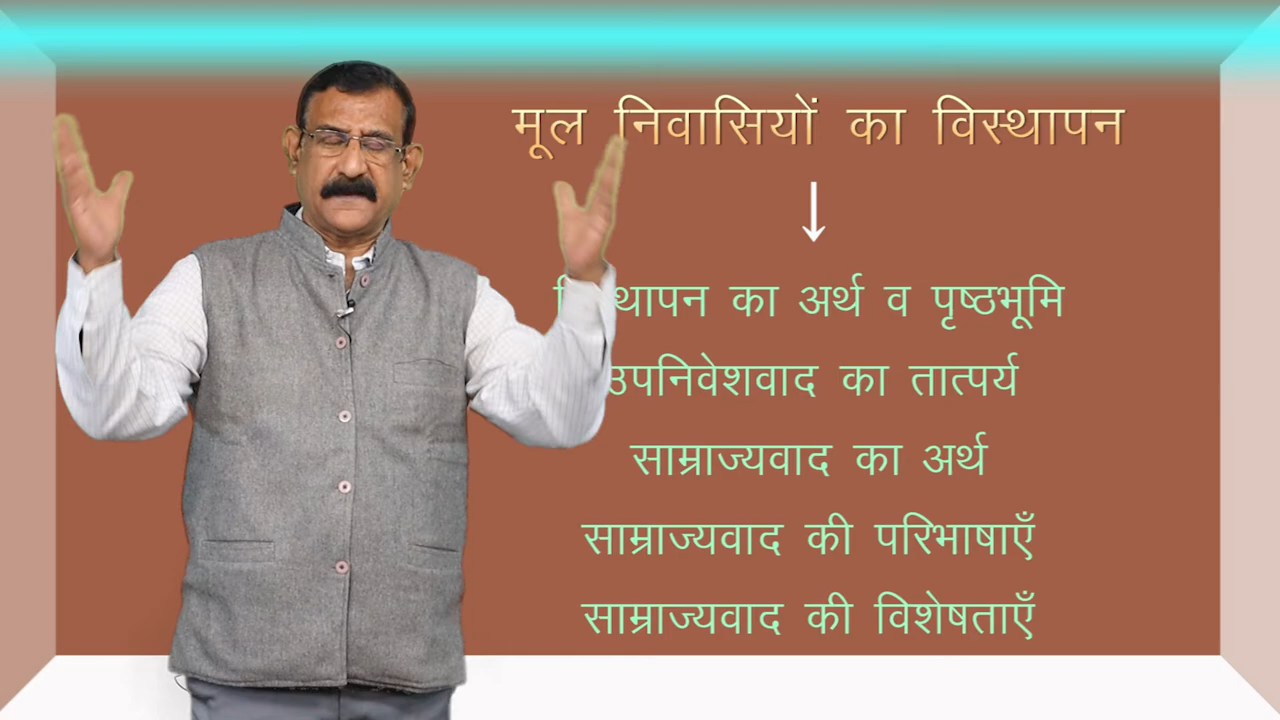 मूल निवासियों का विस्थापन
का अर्थ व पृष्ठभूमि
उपनिवेशवाद का तात्पर्य
साम्राज्यवाद का अर्थ
साम्राज्यवाद की परिभाषाएँ
साम्राज्यवाद की विशेषताएँ